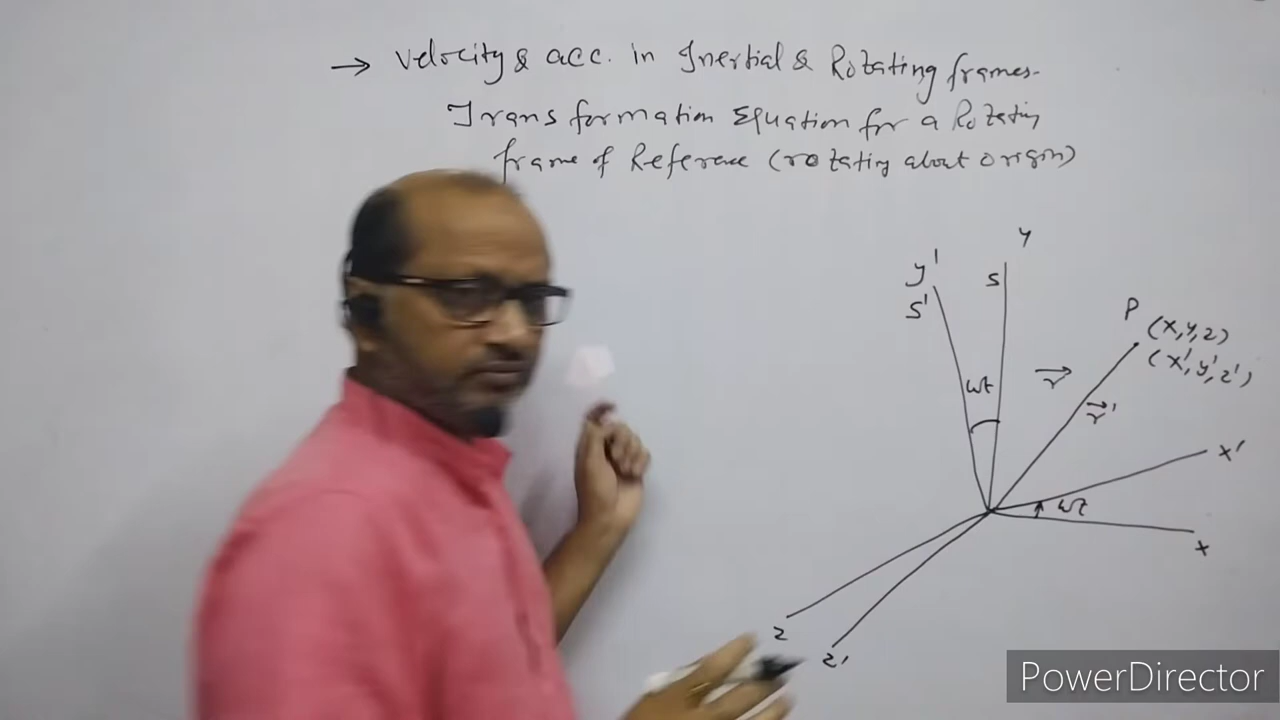 → Velocity & acc. in Inertial & Rotating frames.
Transformation Equation for a Rotating
frame of Reference (rotating about origin)
y
y'
S
S'
P (x,y,z)
(x',y',z')
ωt
r
r'
x'
ωt
x
z
z'
PowerDirector